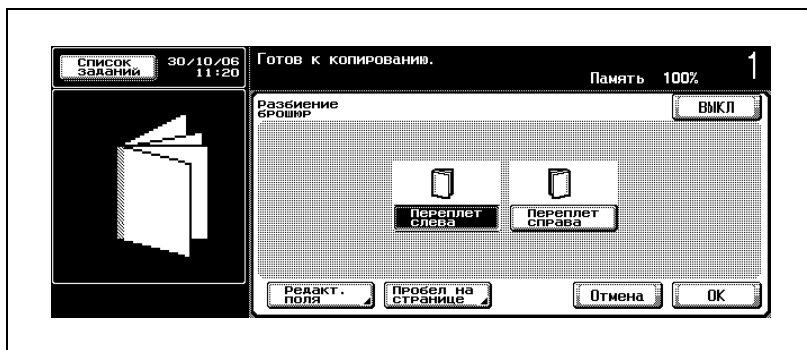 Список заданий
30/10/06
11:20
Готов к копированию.
Память 100%
1
Разбиение
брошюр
ВЫКЛ
Переплет
слева
Переплет
справа
Редакт.
поля
Пробел на
странице
Отмена
OK